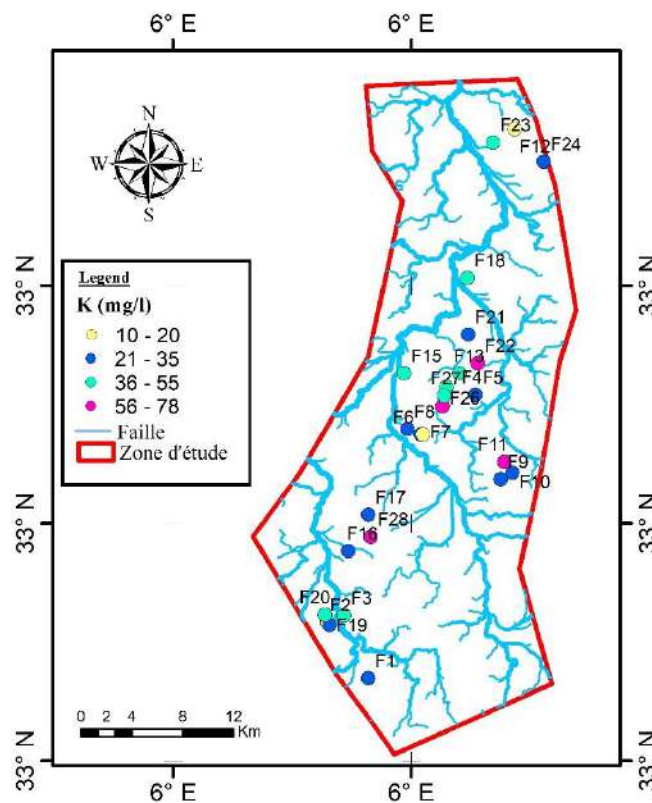 6° E 6° E
N
W E
S
33° N 33° N
33° N 33° N
33° N 33° N
Legend
K (mg/l)
10 - 20
21 - 35
36 - 55
56 - 78
Faille
Zone d'étude
F23
F12 F24
F18
F21
F22
F15 F13
F27 F4 F5
F26
F6 F8
F7
F11
F9
F10
F17
F28
F16
F20 F2 F3
F19
F1
0 2 4 8 12
Km
6° E 6° E